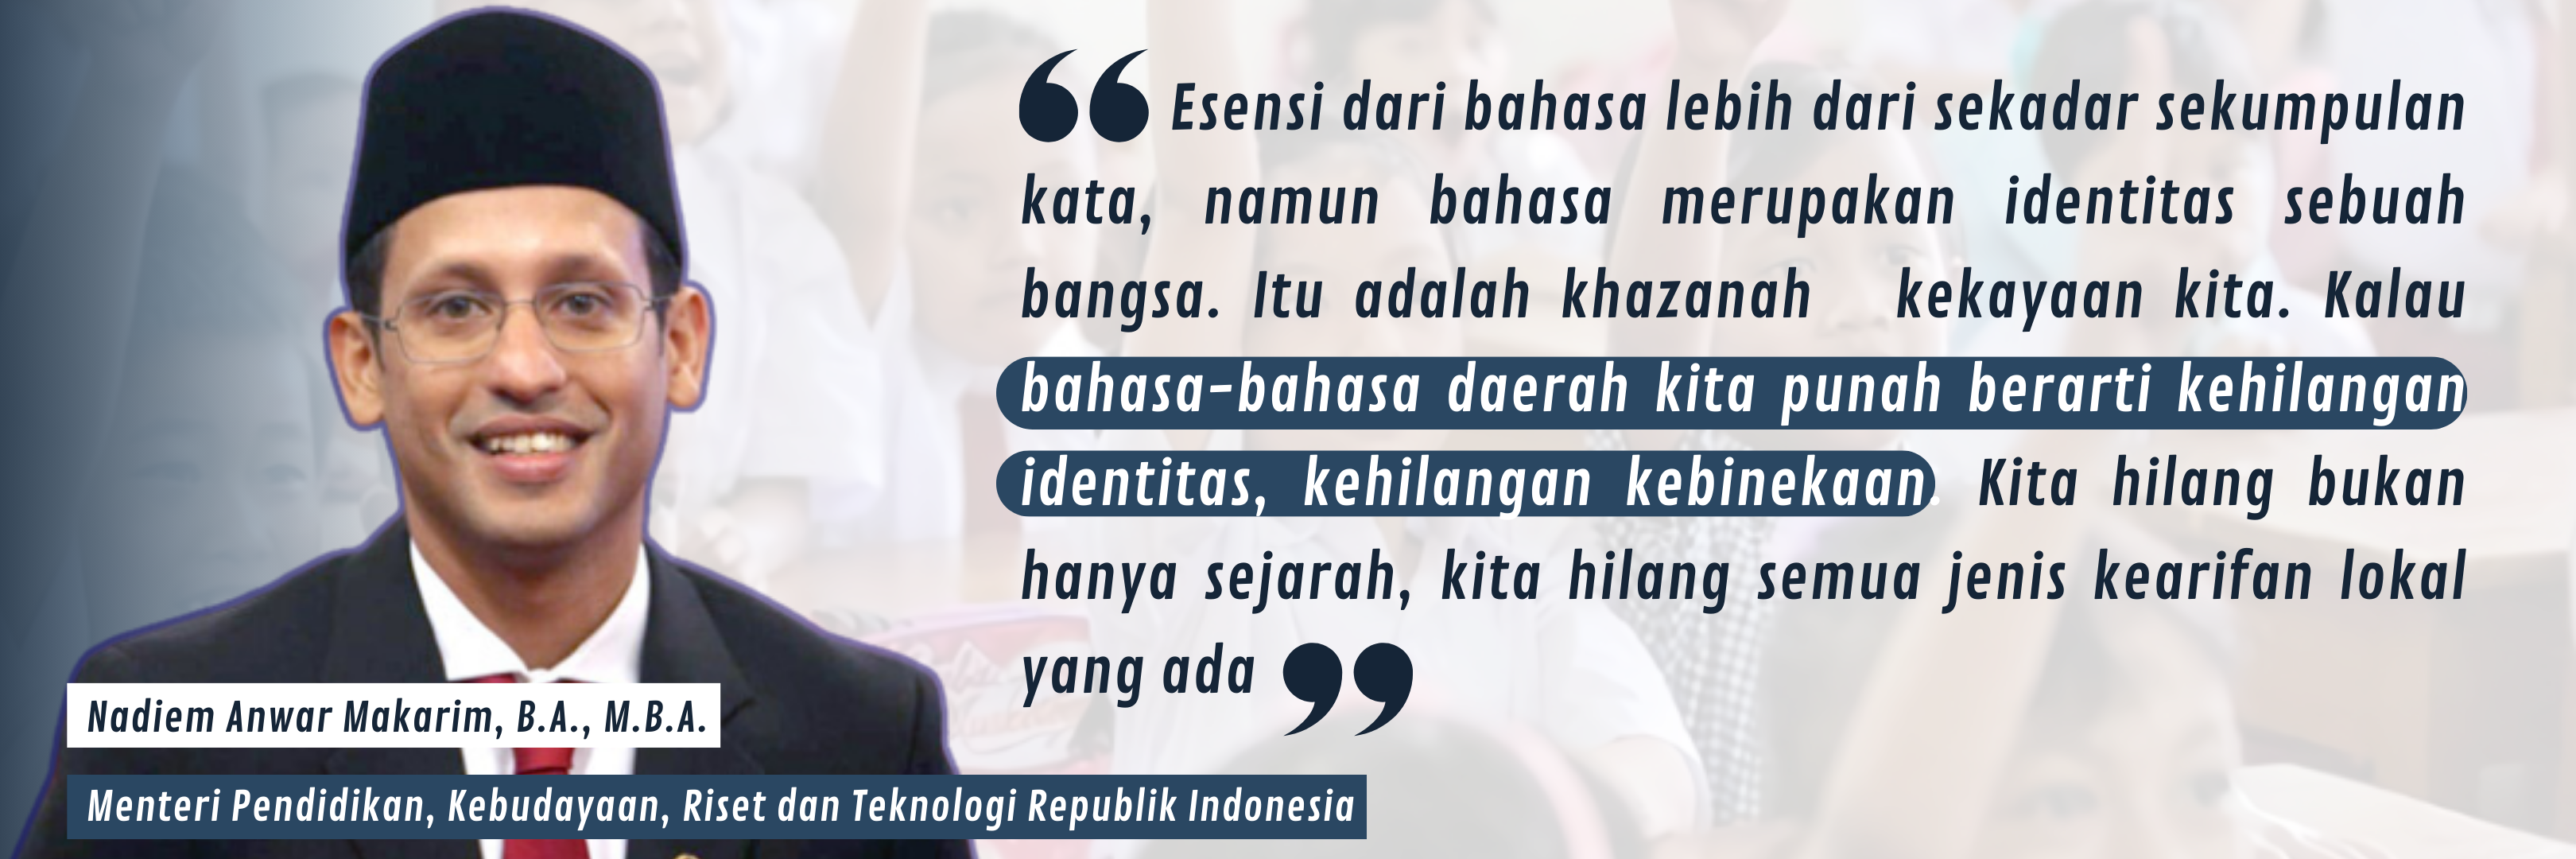 “ Esensi dari bahasa lebih dari sekadar sekumpulan
kata, namun bahasa merupakan identitas sebuah
bangsa. Itu adalah khazanah kekayaan kita. Kalau
bahasa-bahasa daerah kita punah berarti kehilangan
identitas, kehilangan kebinekaan. Kita hilang bukan
hanya sejarah, kita hilang semua jenis kearifan lokal
yang ada ”
Nadiem Anwar Makarim, B.A., M.B.A.
Menteri Pendidikan, Kebudayaan, Riset dan Teknologi Republik Indonesia